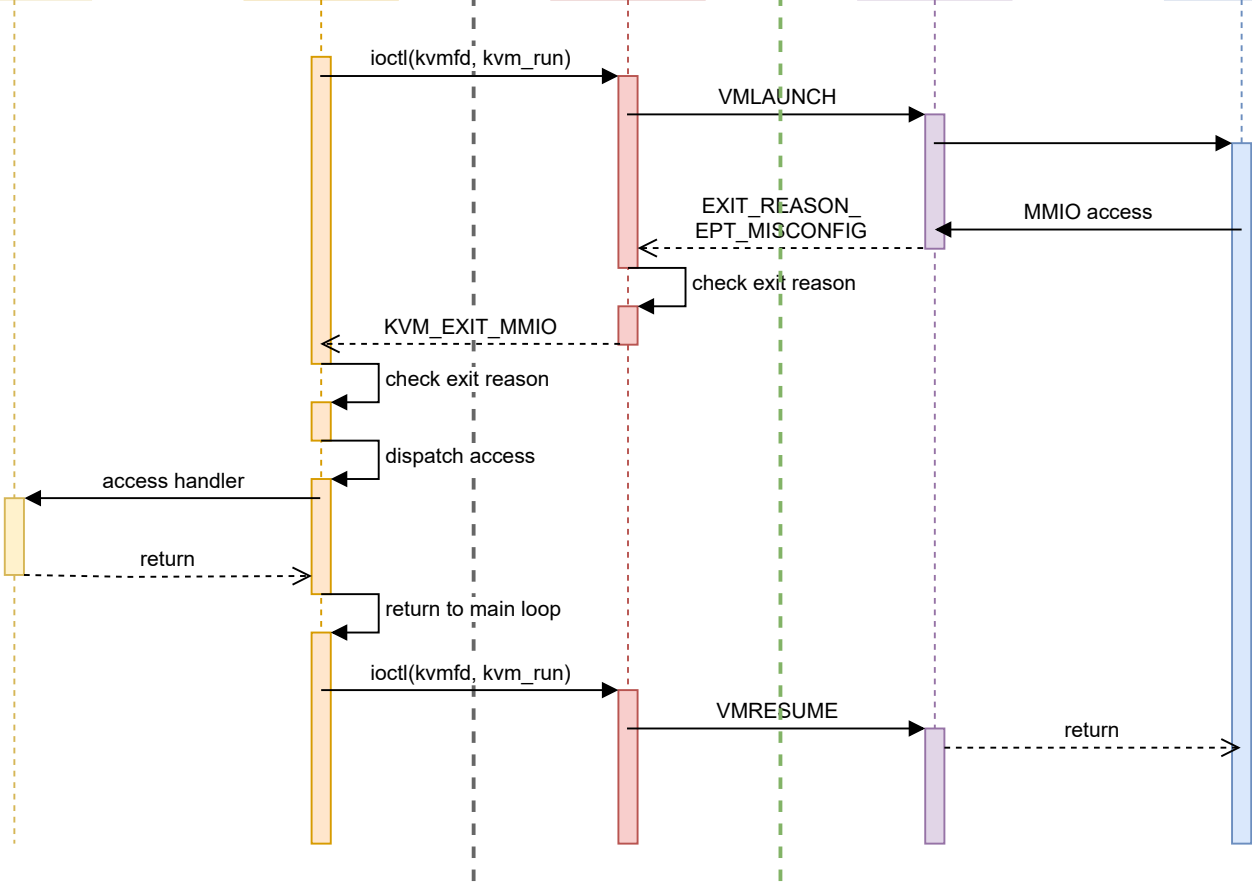 ioctl(kvmfd, kvm_run)
VMLAUNCH
EXIT_REASON_
EPT_MISCONFIG
MMIO access
check exit reason
KVM_EXIT_MMIO
check exit reason
dispatch access
access handler
return
return to main loop
ioctl(kvmfd, kvm_run)
VMRESUME
return